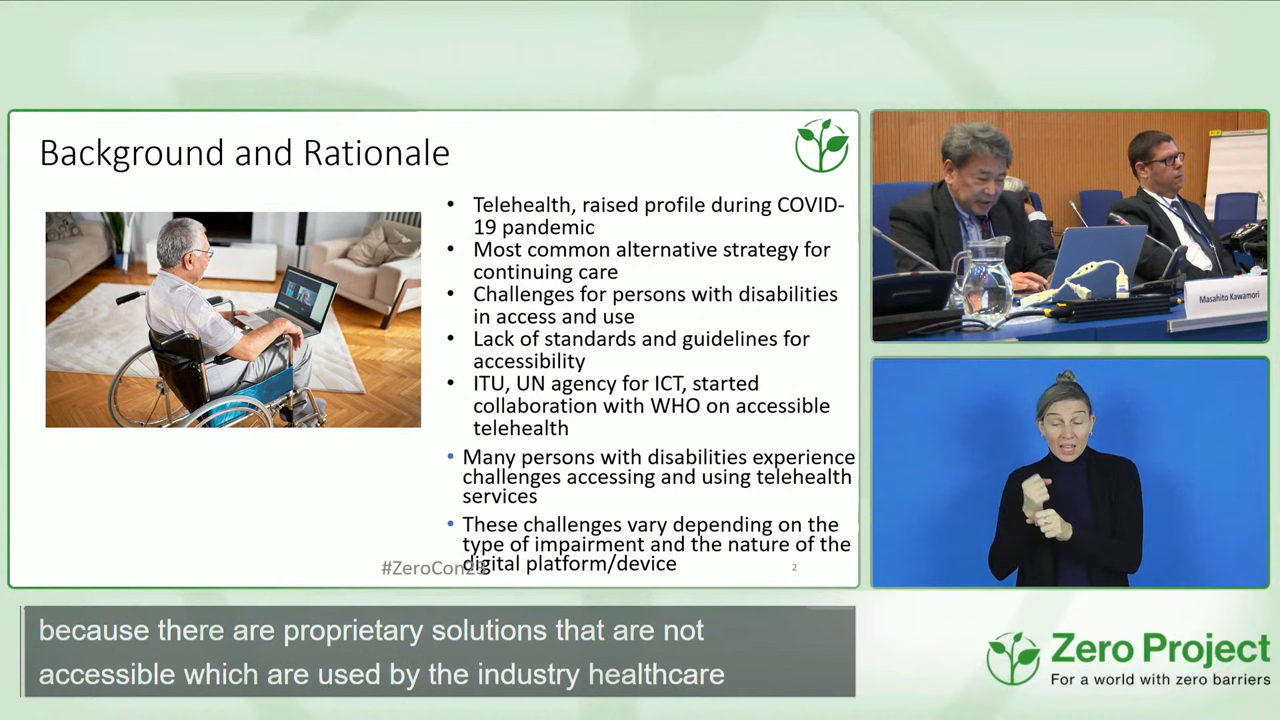 Background and Rationale
• Telehealth, raised profile during COVID-
19 pandemic
• Most common alternative strategy for
continuing care
• Challenges for persons with disabilities
in access and use
• Lack of standards and guidelines for
accessibility
• ITU, UN agency for ICT, started
collaboration with WHO on accessible
telehealth
• Many persons with disabilities experience
challenges accessing and using telehealth
services
• These challenges vary depending on the
type of impairment and the nature of the
digital platform/device
#ZeroCon23
2
Masahito Kawamori
because there are proprietary solutions that are not
accessible which are used by the industry healthcare
Zero Project
For a world with zero barriers